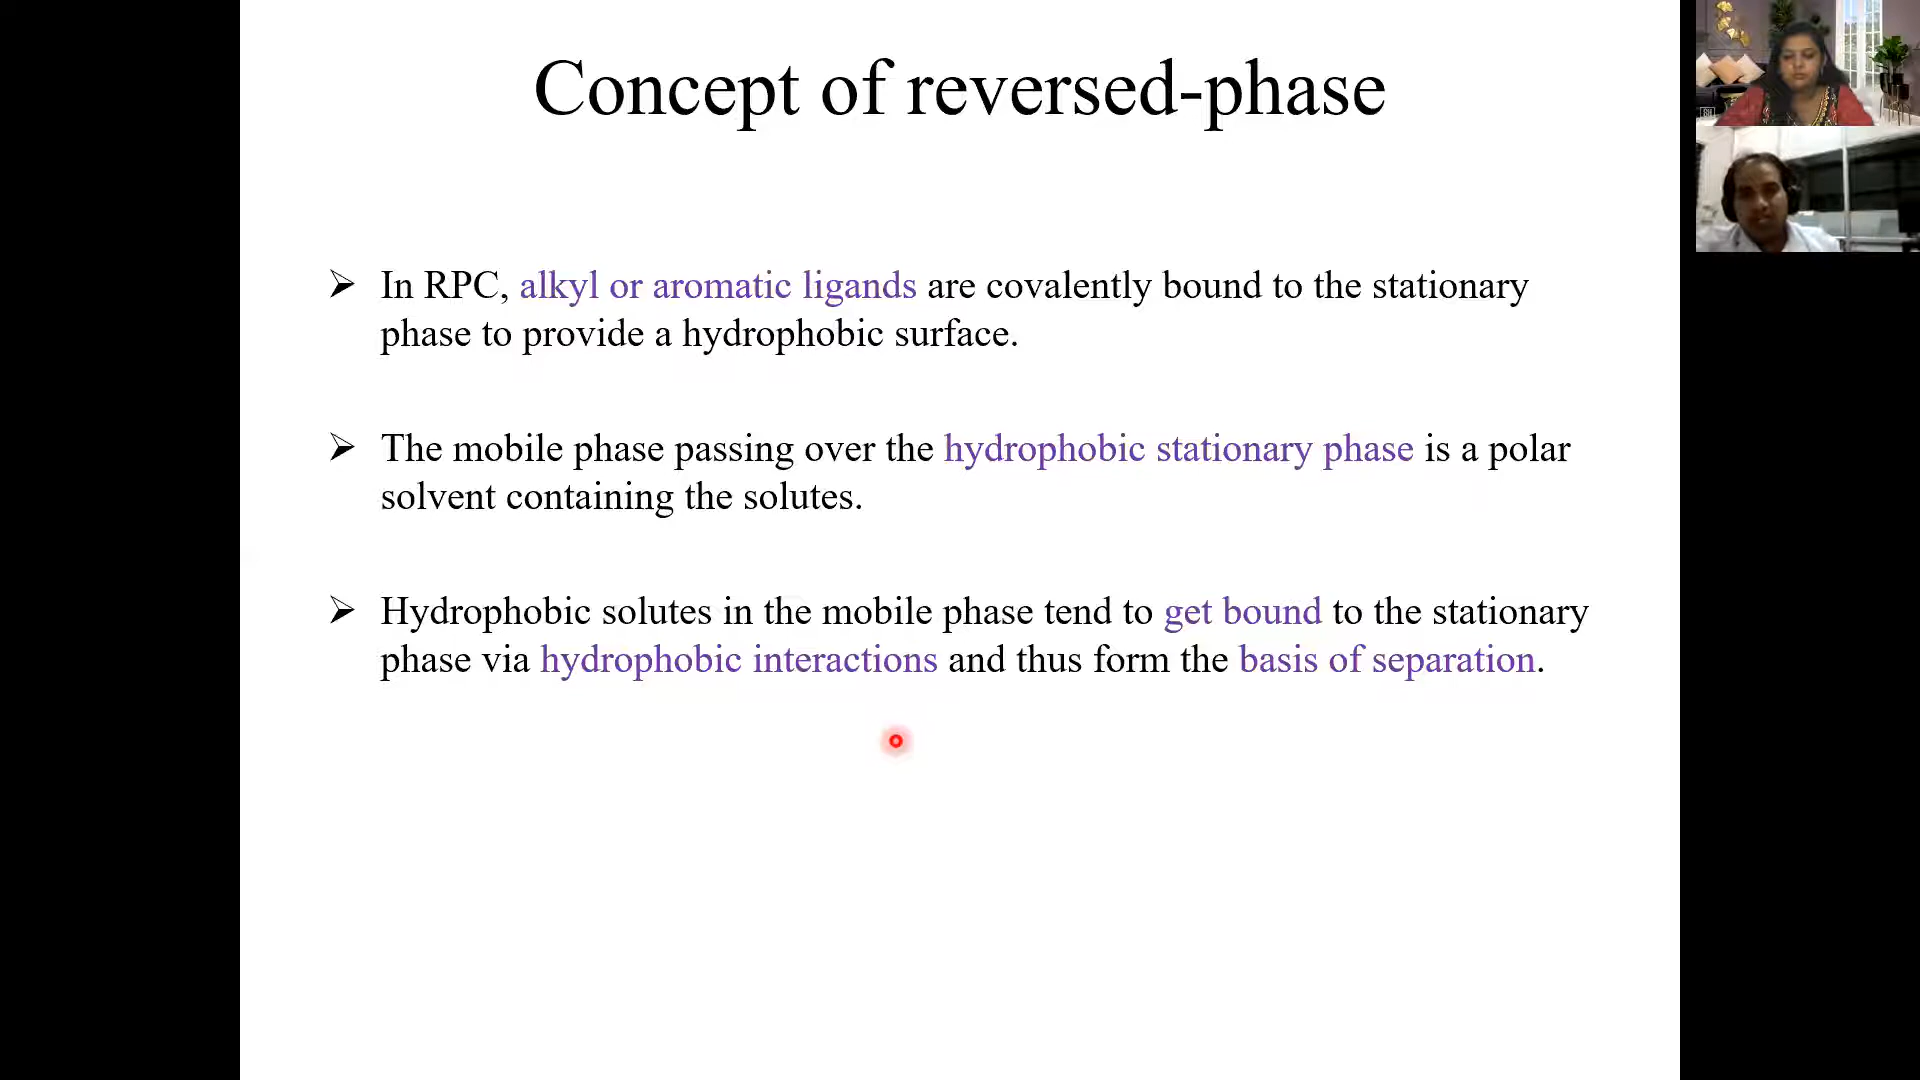 Concept of reversed-phase
➢ In RPC, alkyl or aromatic ligands are covalently bound to the stationary
phase to provide a hydrophobic surface.
➢ The mobile phase passing over the hydrophobic stationary phase is a polar
solvent containing the solutes.
➢ Hydrophobic solutes in the mobile phase tend to get bound to the stationary
phase via hydrophobic interactions and thus form the basis of separation.